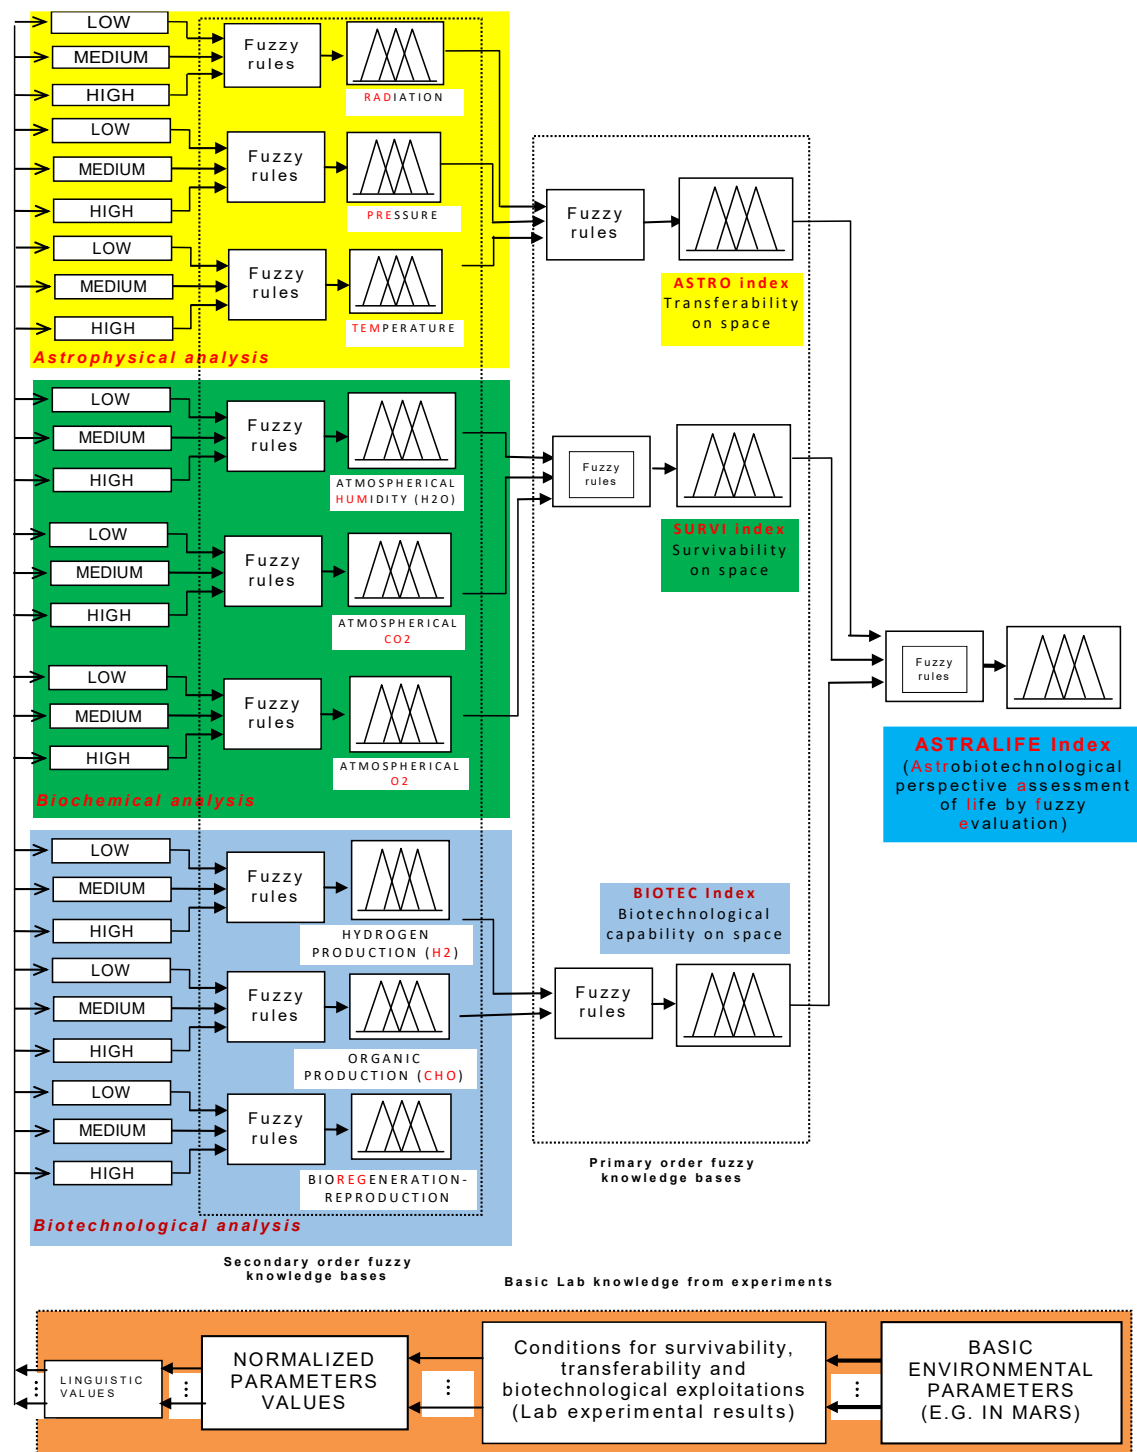 LOW
MEDIUM
HIGH
Fuzzy
rules
RADIATION
LOW
MEDIUM
HIGH
Fuzzy
rules
PRESSURE
LOW
MEDIUM
HIGH
Fuzzy
rules
TEMPERATURE
Astrophysical analysis
Fuzzy
rules
ASTRO index
Transferability
on space
LOW
MEDIUM
HIGH
Fuzzy
rules
ATMOSPHERICAL
HUMIDITY (H2O)
LOW
MEDIUM
HIGH
Fuzzy
rules
ATMOSPHERICAL
CO2
LOW
MEDIUM
HIGH
Fuzzy
rules
ATMOSPHERICAL
O2
Biochemical analysis
Fuzzy
rules
SURVI index
Survivability
on space
Fuzzy
rules
ASTRALIFE Index
(Astrobiotechnological
perspective assessment
of life by fuzzy
evaluation)
LOW
MEDIUM
HIGH
Fuzzy
rules
HYDROGEN
PRODUCTION (H2)
LOW
MEDIUM
HIGH
Fuzzy
rules
ORGANIC
PRODUCTION (CHO)
LOW
MEDIUM
HIGH
Fuzzy
rules
BIOREGENERATION-
REPRODUCTION
Biotechnological analysis
BIOTEC Index
Biotechnological
capability on space
Fuzzy
rules
Primary order fuzzy
knowledge bases
Secondary order fuzzy
knowledge bases
Basic Lab knowledge from experiments
LINGUISTIC
VALUES
NORMALIZED
PARAMETERS
VALUES
Conditions for survivability,
transferability and
biotechnological exploitations
(Lab experimental results)
BASIC
ENVIRONMENTAL
PARAMETERS
(E.G. IN MARS)